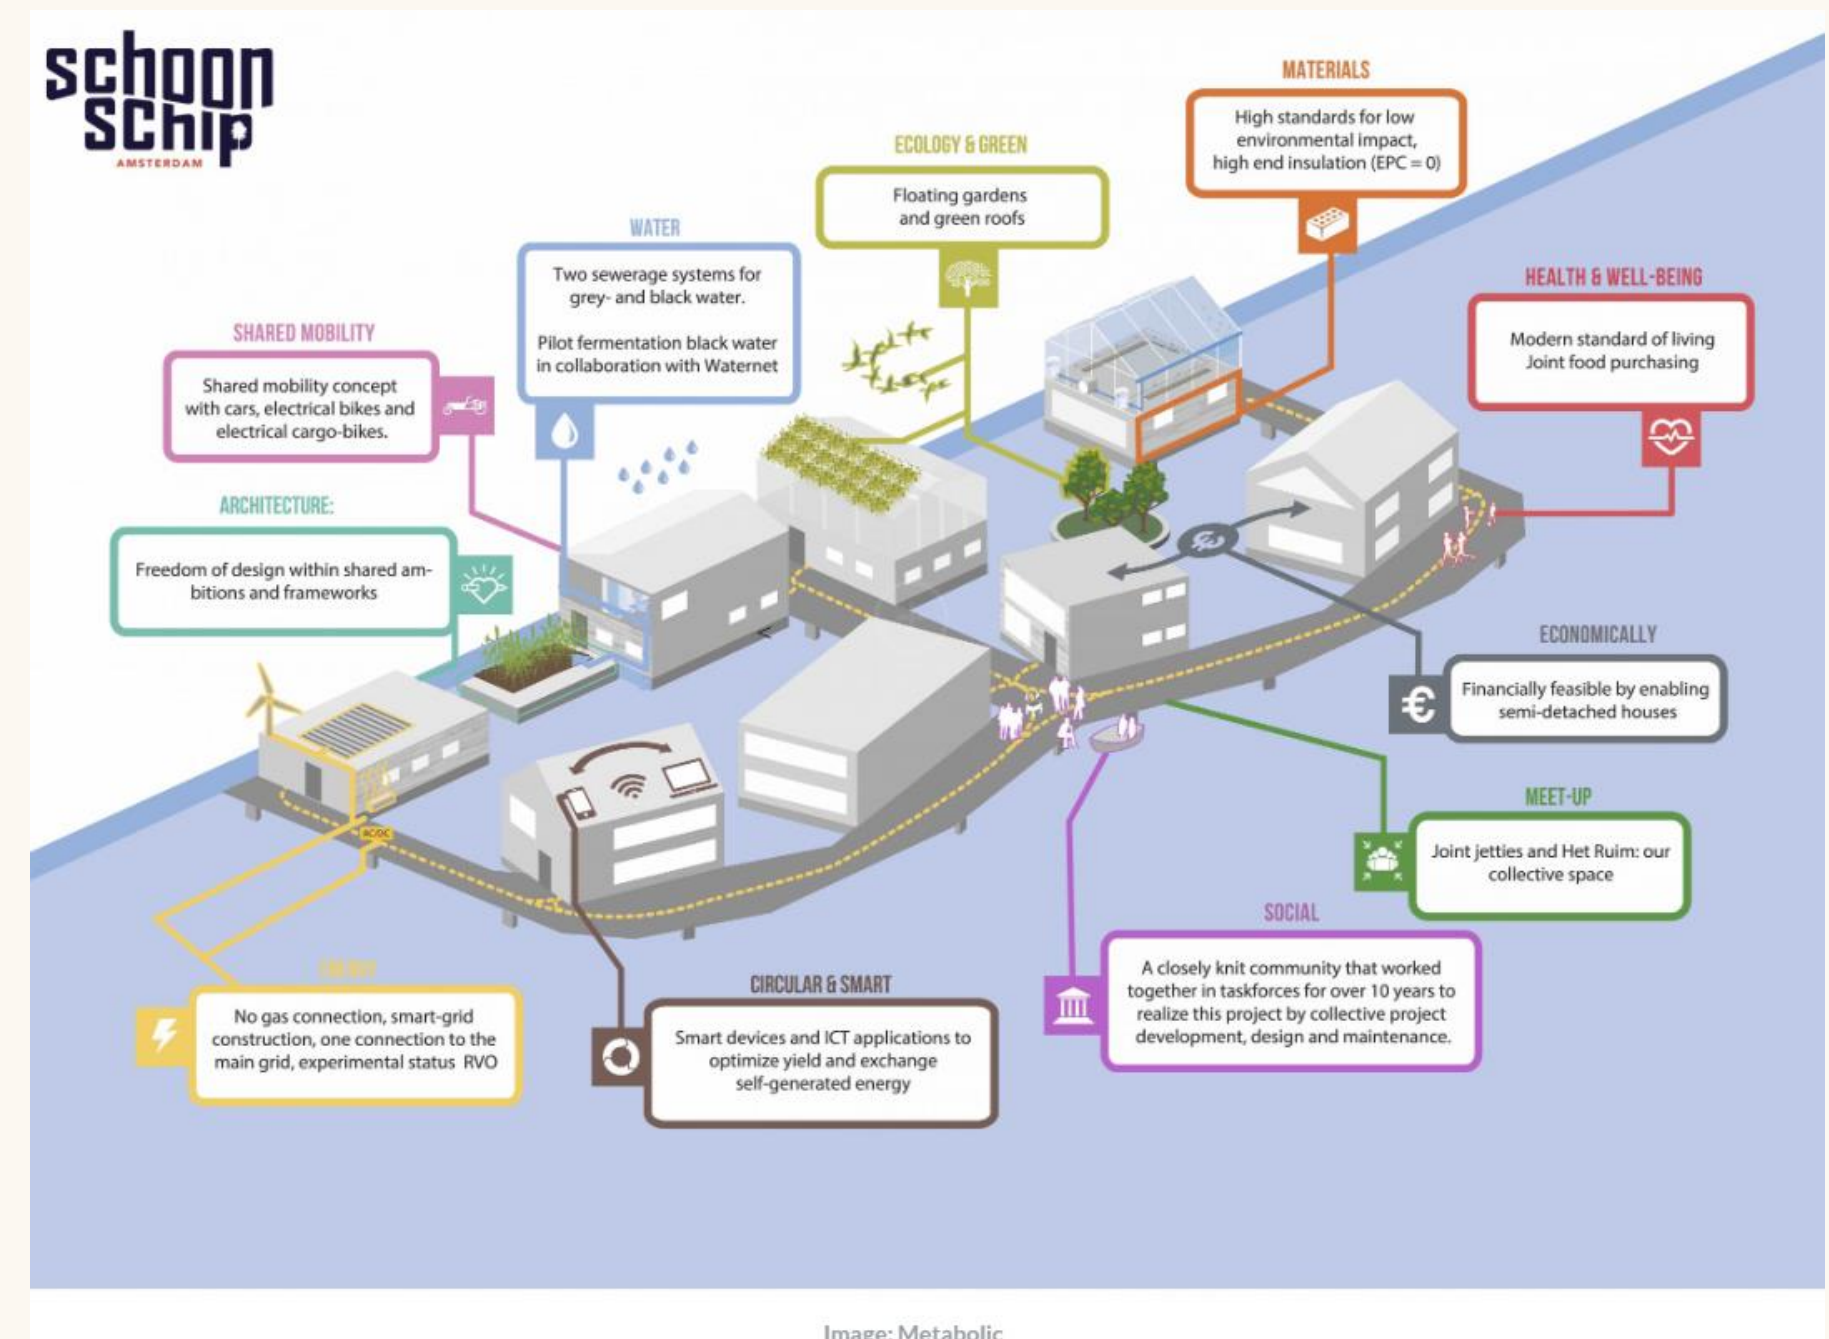 schoon
schip
AMSTERDAM
MATERIALS
High standards for low
environmental impact,
high end insulation (EPC = 0)
ECOLOGY & GREEN
Floating gardens
and green roofs
WATER
Two sewerage systems for
grey- and black water.
Pilot fermentation black water
in collaboration with Waternet
HEALTH & WELL-BEING
Modern standard of living
Joint food purchasing
SHARED MOBILITY
Shared mobility concept
with cars, electrical bikes and
electrical cargo-bikes.
ARCHITECTURE:
Freedom of design within shared am-
bitions and frameworks
ECONOMICALLY
€
Financially feasible by enabling
semi-detached houses
MEET-UP
Joint jetties and Het Ruim: our
collective space
AC/DC
SOCIAL
A closely knit community that worked
together in taskforces for over 10 years to
realize this project by collective project
development, design and maintenance.
ENERGY
No gas connection, smart-grid
construction, one connection to the
main grid, experimental status RVO
CIRCULAR & SMART
Smart devices and ICT applications to
optimize yield and exchange
self-generated energy
Image: Metabolic